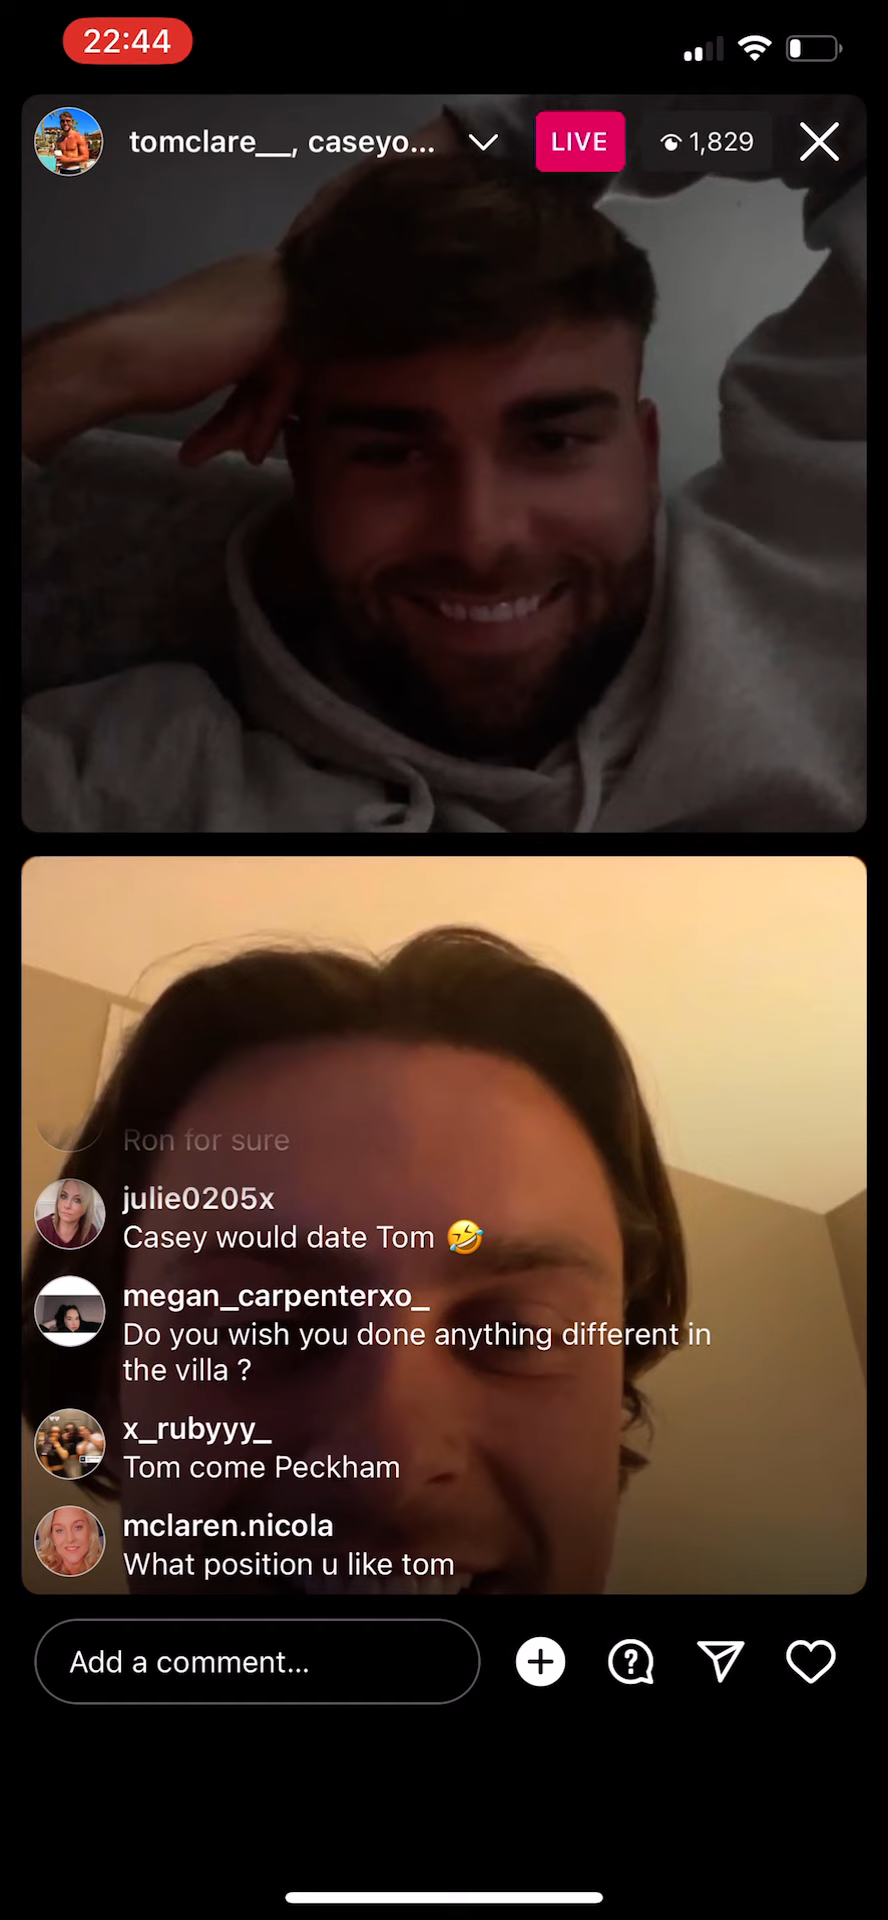 22:44
tomclare__, caseyo...
LIVE
1,829
Ron for sure
julie0205x
Casey would date Tom 🤣
megan_carpenterxo_
Do you wish you done anything different in
the villa ?
x_rubyyy_
Tom come Peckham
mclaren.nicola
What position u like tom
Add a comment...